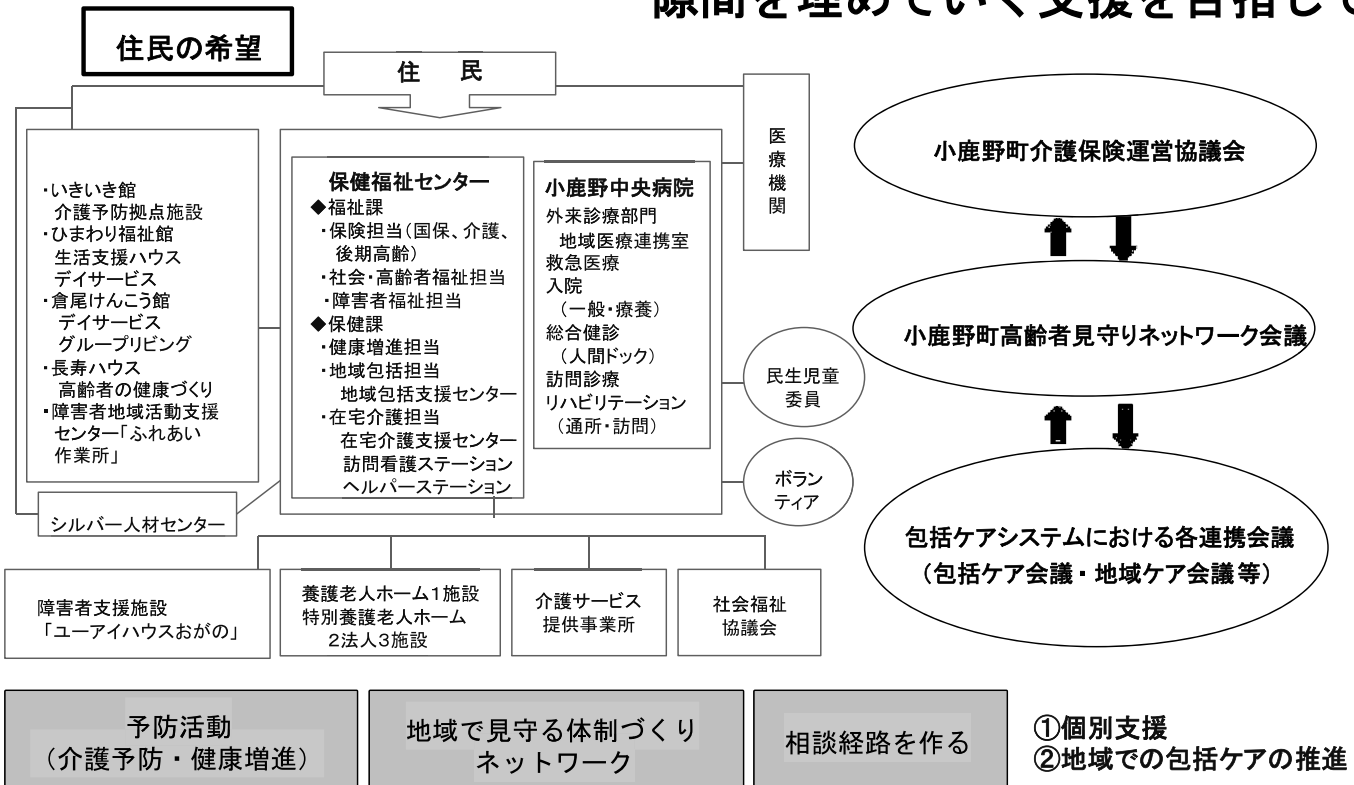 隙間を埋めていく支援を目指して
住民の希望
住 民
・いきいき館
介護予防拠点施設
・ひまわり福祉館
生活支援ハウス
デイサービス
・倉尾けんこう館
デイサービス
グループリビング
・長寿ハウス
高齢者の健康づくり
・障害者地域活動支援
センター「ふれあい
作業所」
シルバー人材センター
保健福祉センター
◆福祉課
・保険担当(国保、介護、
後期高齢)
・社会・高齢者福祉担当
・障害者福祉担当
◆保健課
・健康増進担当
・地域包括担当
地域包括支援センター
・在宅介護担当
在宅介護支援センター
訪問看護ステーション
ヘルパーステーション
小鹿野中央病院
外来診療部門
地域医療連携室
救急医療
入院
(一般・療養)
総合健診
(人間ドック)
訪問診療
リハビリテーション
(通所・訪問)
医療機関
民生児童
委員
ボラン
ティア
障害者支援施設
「ユーアイハウスおがの」
養護老人ホーム1施設
特別養護老人ホーム
2法人3施設
介護サービス
提供事業所
社会福祉
協議会
小鹿野町介護保険運営協議会
小鹿野町高齢者見守りネットワーク会議
包括ケアシステムにおける各連携会議
(包括ケア会議・地域ケア会議等)
予防活動
(介護予防・健康増進)
地域で見守る体制づくり
ネットワーク
相談経路を作る
①個別支援
②地域での包括ケアの推進